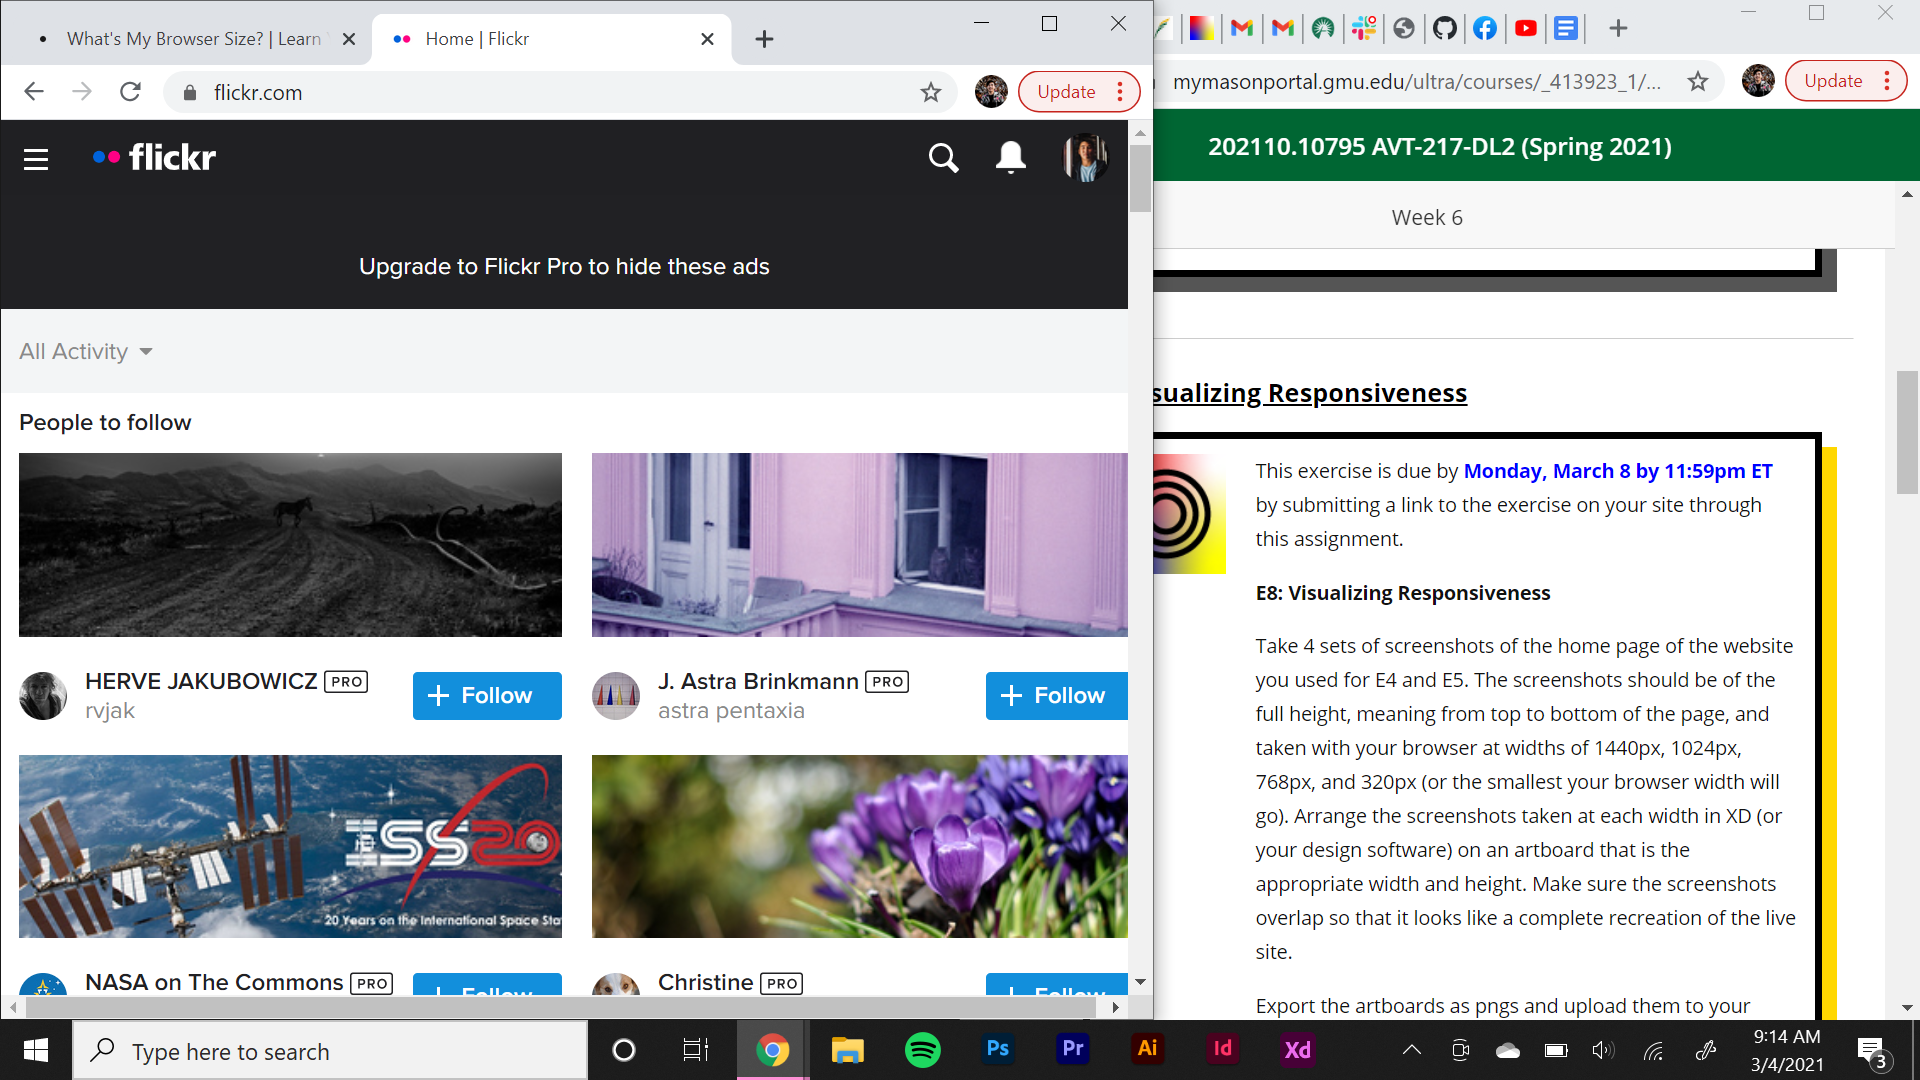 What's My Browser Size? | Learn
Home | Flickr
flickr.com
Update
mymasonportal.gmu.edu/ultra/courses/_413923_1/...
Update
flickr
Upgrade to Flickr Pro to hide these ads
All Activity
People to follow
HERVE JAKUBOWICZ PRO
rvjak
+ Follow
J. Astra Brinkmann PRO
astra pentaxia
+ Follow
ISS20
20 Years on the International Space Sta
NASA on The Commons PRO
+ Follow
Christine PRO
+ Follow
202110.10795 AVT-217-DL2 (Spring 2021)
Week 6
sualizing Responsiveness
This exercise is due by Monday, March 8 by 11:59pm ET
by submitting a link to the exercise on your site through
this assignment.
E8: Visualizing Responsiveness
Take 4 sets of screenshots of the home page of the website
you used for E4 and E5. The screenshots should be of the
full height, meaning from top to bottom of the page, and
taken with your browser at widths of 1440px, 1024px,
768px, and 320px (or the smallest your browser width will
go). Arrange the screenshots taken at each width in XD (or
your design software) on an artboard that is the
appropriate width and height. Make sure the screenshots
overlap so that it looks like a complete recreation of the live
site.
Export the artboards as pngs and upload them to your
Type here to search
Ps
Pr
Ai
Id
Xd
9:14 AM
3/4/2021
3